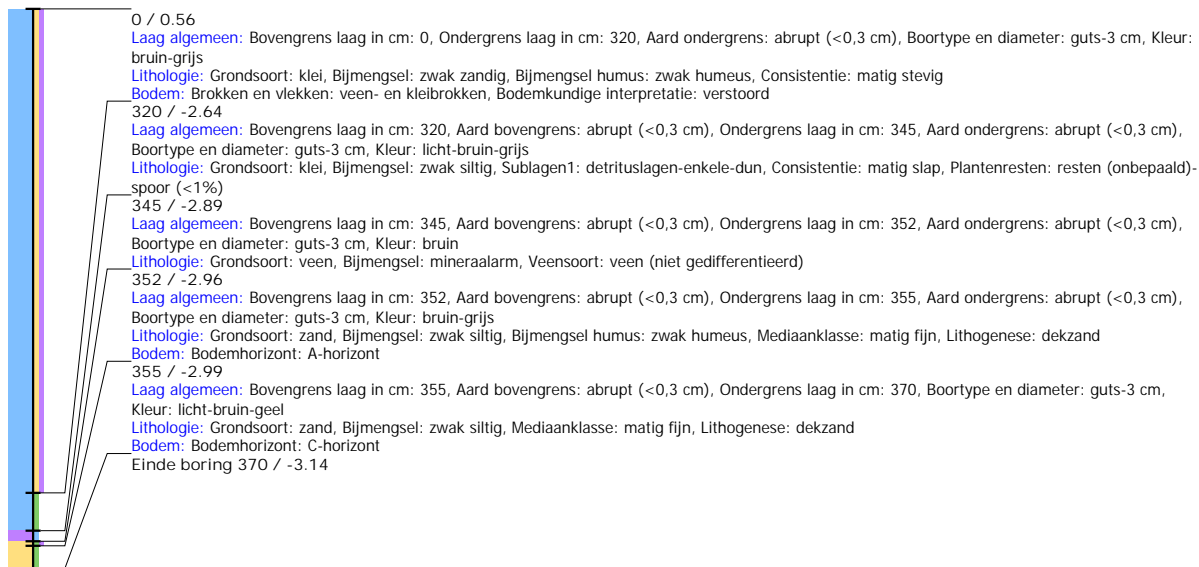 0 / 0.56
Laag algemeen: Bovengrens laag in cm: 0, Ondergrens laag in cm: 320, Aard ondergrens: abrupt (<0,3 cm), Boortype en diameter: guts-3 cm, Kleur:
bruin-grijs
Lithologie: Grondsoort: klei, Bijmengsel: zwak zandig, Bijmengsel humus: zwak humeus, Consistentie: matig stevig
Bodem: Brokken en vlekken: veen- en kleibrokken, Bodemkundige interpretatie: verstoord
320 / -2.64
Laag algemeen: Bovengrens laag in cm: 320, Aard bovengrens: abrupt (<0,3 cm), Ondergrens laag in cm: 345, Aard ondergrens: abrupt (<0,3 cm),
Boortype en diameter: guts-3 cm, Kleur: licht-bruin-grijs
Lithologie: Grondsoort: klei, Bijmengsel: zwak siltig, Sublagen1: detrituslagen-enkele-dun, Consistentie: matig slap, Plantenresten: resten (onbepaald)-
spoor (<1%)
345 / -2.89
Laag algemeen: Bovengrens laag in cm: 345, Aard bovengrens: abrupt (<0,3 cm), Ondergrens laag in cm: 352, Aard ondergrens: abrupt (<0,3 cm),
Boortype en diameter: guts-3 cm, Kleur: bruin
Lithologie: Grondsoort: veen, Bijmengsel: mineraalarm, Veensoort: veen (niet gedifferentieerd)
352 / -2.96
Laag algemeen: Bovengrens laag in cm: 352, Aard bovengrens: abrupt (<0,3 cm), Ondergrens laag in cm: 355, Aard ondergrens: abrupt (<0,3 cm),
Boortype en diameter: guts-3 cm, Kleur: bruin-grijs
Lithologie: Grondsoort: zand, Bijmengsel: zwak siltig, Bijmengsel humus: zwak humeus, Mediaanklasse: matig fijn, Lithogenese: dekzand
Bodem: Bodemhorizont: A-horizont
355 / -2.99
Laag algemeen: Bovengrens laag in cm: 355, Aard bovengrens: abrupt (<0,3 cm), Ondergrens laag in cm: 370, Boortype en diameter: guts-3 cm,
Kleur: licht-bruin-geel
Lithologie: Grondsoort: zand, Bijmengsel: zwak siltig, Mediaanklasse: matig fijn, Lithogenese: dekzand
Bodem: Bodemhorizont: C-horizont
Einde boring 370 / -3.14